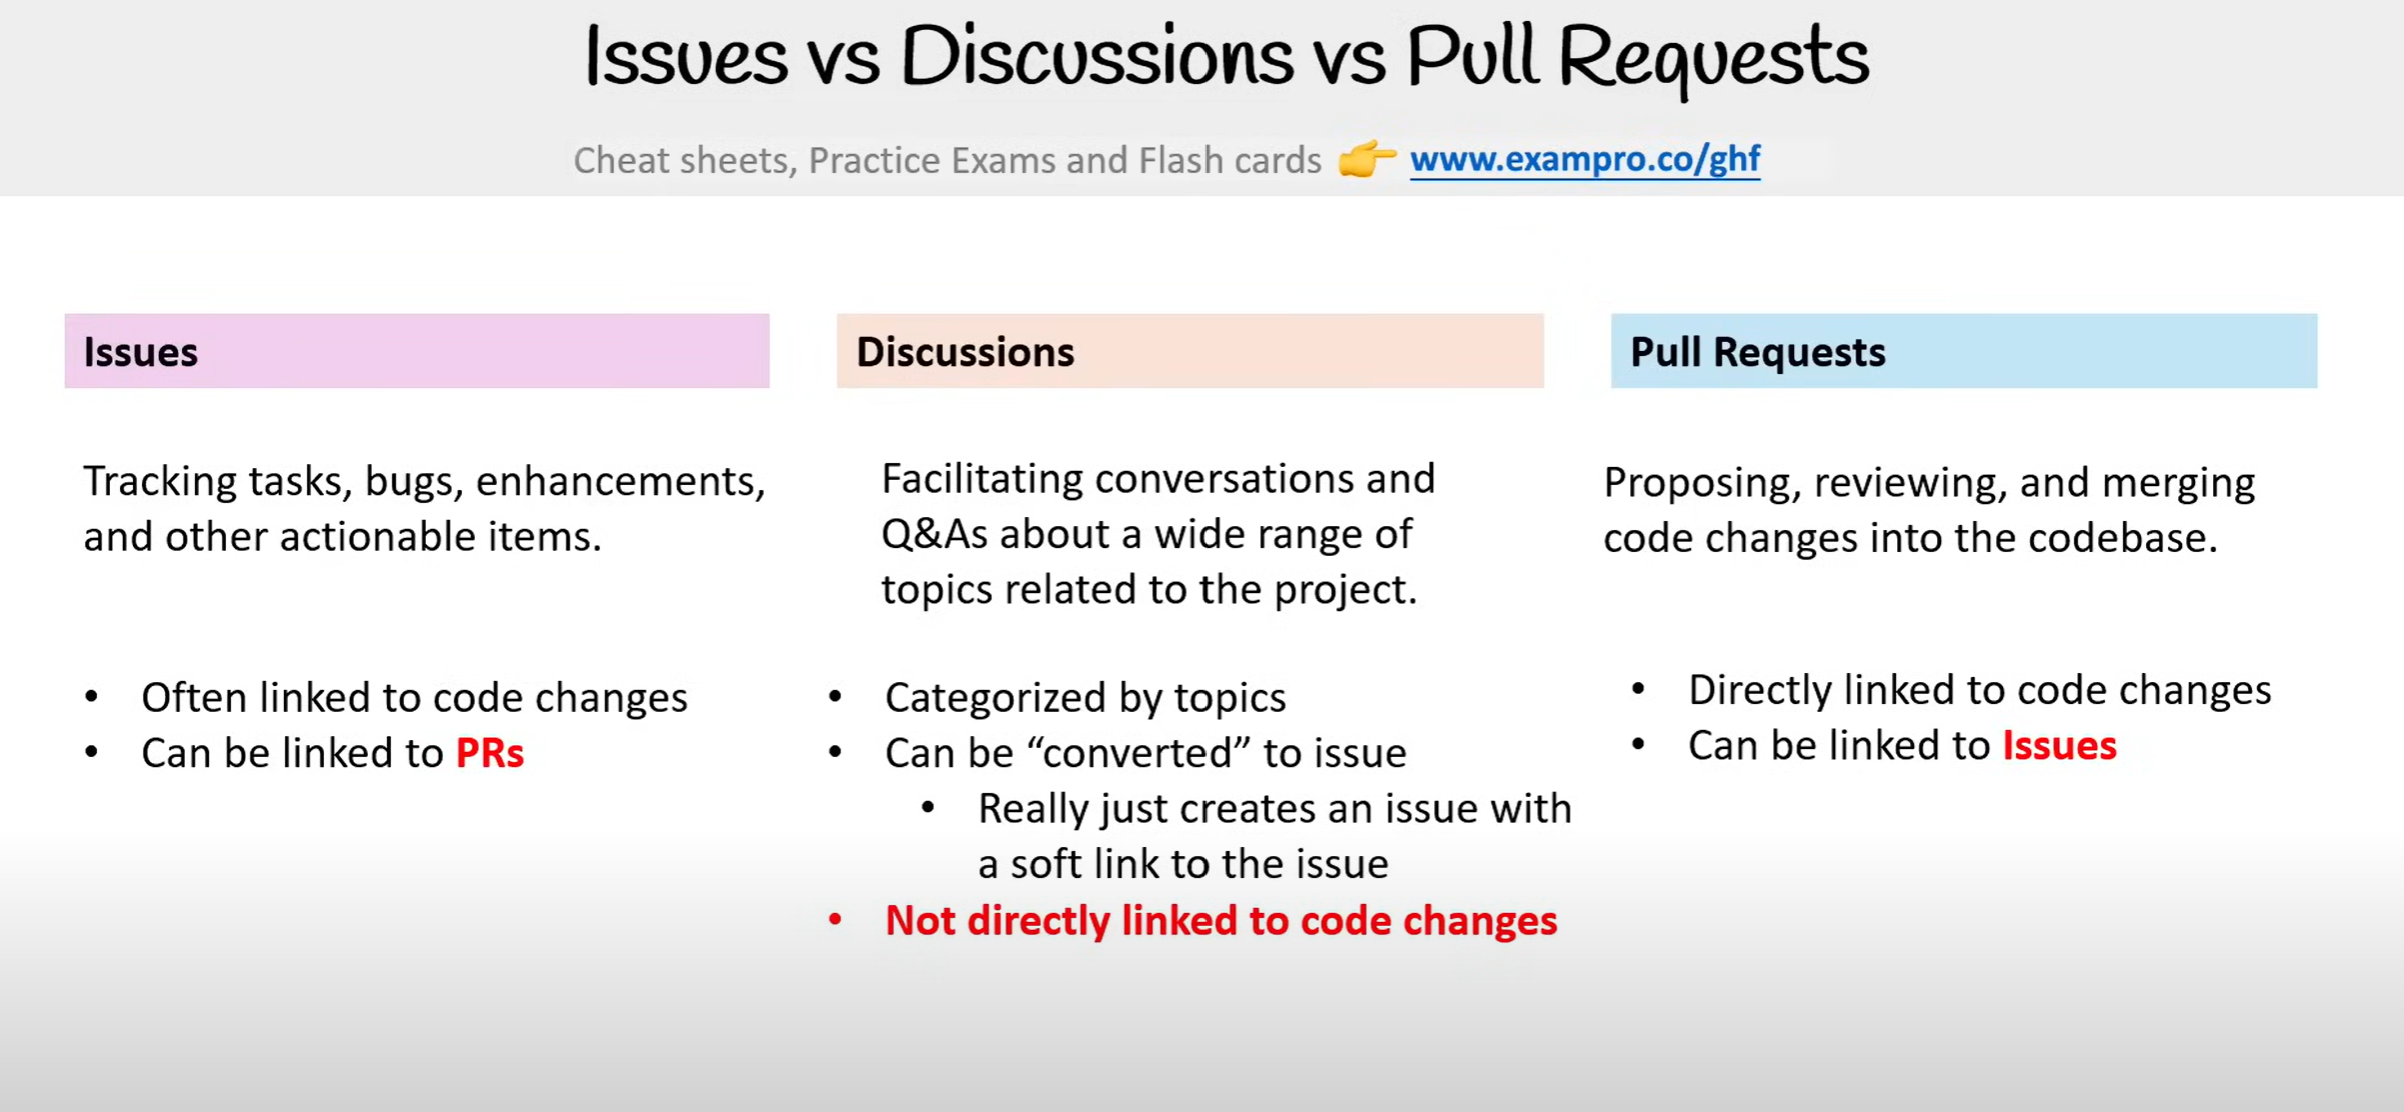 Issues vs Discussions vs Pull Requests
Cheat sheets, Practice Exams and Flash cards 👉 www.exampro.co/ghf
Issues
Tracking tasks, bugs, enhancements,
and other actionable items.
• Often linked to code changes
• Can be linked to PRs
Discussions
Facilitating conversations and
Q&As about a wide range of
topics related to the project.
• Categorized by topics
• Can be “converted” to issue
• Really just creates an issue with
a soft link to the issue
• Not directly linked to code changes
Pull Requests
Proposing, reviewing, and merging
code changes into the codebase.
• Directly linked to code changes
• Can be linked to Issues